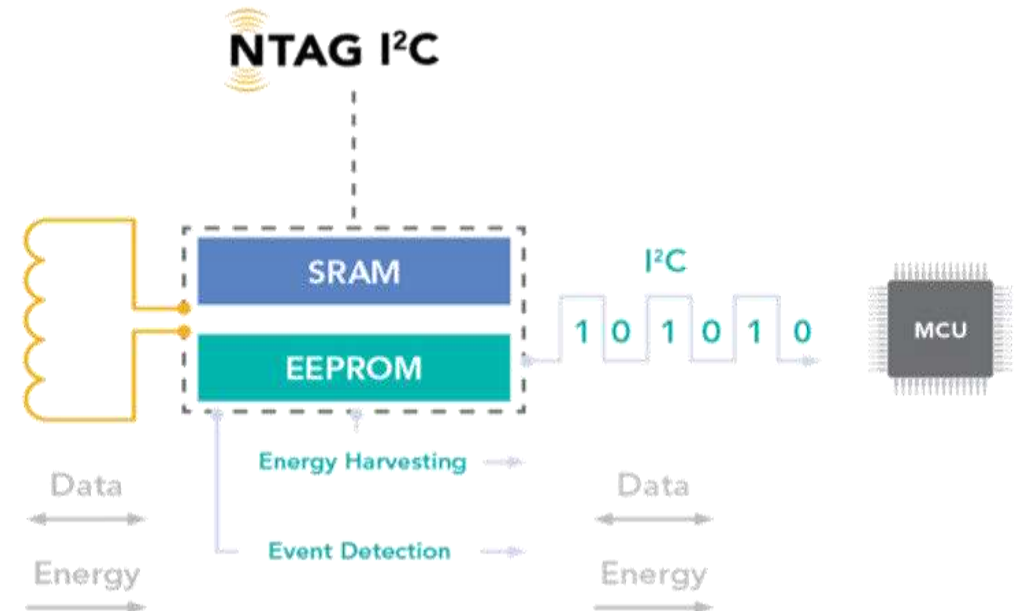 NTAG I²C
SRAM
EEPROM
I²C
1 0 1 0 1 0
MCU
Energy Harvesting
Event Detection
Data
Energy
Data
Energy